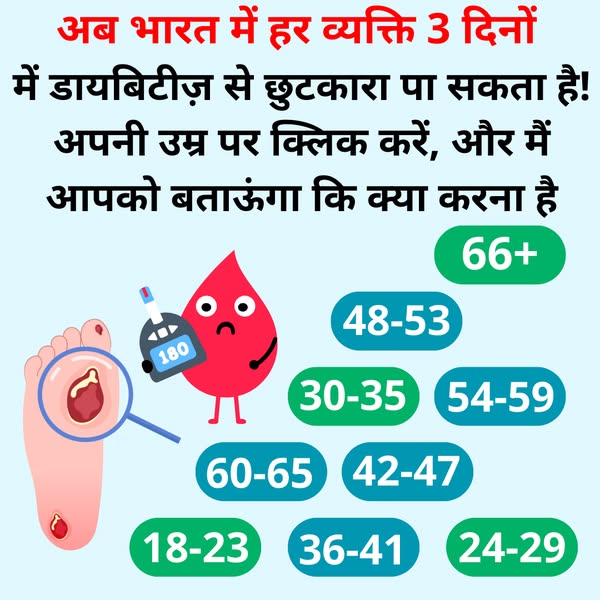 अब भारत में हर व्यक्ति 3 दिनों
में डायबिटीज़ से छुटकारा पा सकता है!
अपनी उम्र पर क्लिक करें, और मैं
आपको बताऊंगा कि क्या करना है
66+
48-53
180
30-35
54-59
60-65
42-47
18-23
36-41
24-29